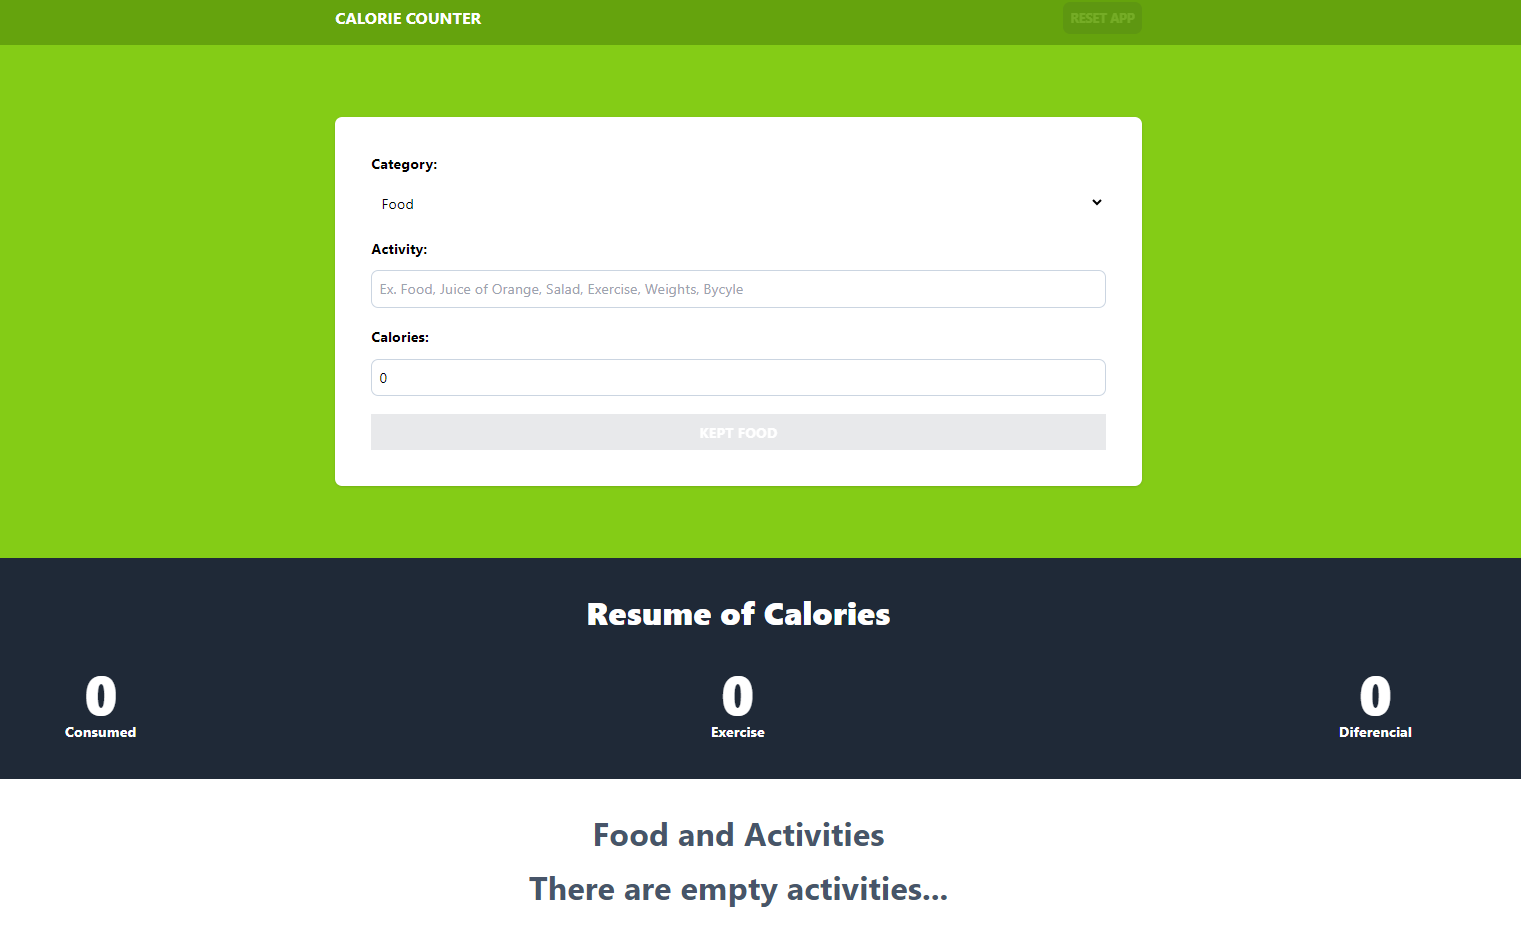 CALORIE COUNTER
RESET APP
Category:
Food
Activity:
Ex. Food, Juice of Orange, Salad, Exercise, Weights, Bycyle
Calories:
0
KEPT FOOD
Resume of Calories
0 0 0
Consumed Exercise Diferencial
Food and Activities
There are empty activities...